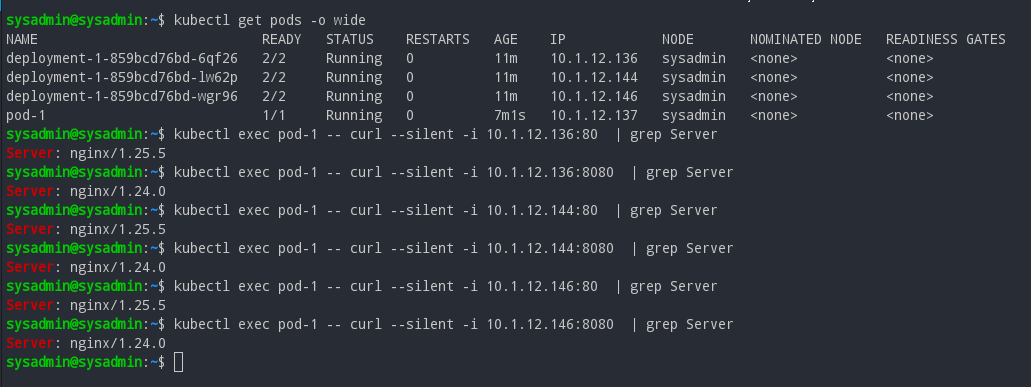 sysadmin@sysadmin:~$ kubectl get pods -o wide
NAME                            READY   STATUS    RESTARTS   AGE    IP            NODE       NOMINATED NODE   READINESS GATES
deployment-1-859bcd76bd-6qf26   2/2     Running   0          11m    10.1.12.136   sysadmin   <none>           <none>
deployment-1-859bcd76bd-lw62p   2/2     Running   0          11m    10.1.12.144   sysadmin   <none>           <none>
deployment-1-859bcd76bd-wgr96   2/2     Running   0          11m    10.1.12.146   sysadmin   <none>           <none>
pod-1                           1/1     Running   0          7m1s   10.1.12.137   sysadmin   <none>           <none>
sysadmin@sysadmin:~$ kubectl exec pod-1 -- curl --silent -i 10.1.12.136:80  | grep Server
Server: nginx/1.25.5
sysadmin@sysadmin:~$ kubectl exec pod-1 -- curl --silent -i 10.1.12.136:8080  | grep Server
Server: nginx/1.24.0
sysadmin@sysadmin:~$ kubectl exec pod-1 -- curl --silent -i 10.1.12.144:80  | grep Server
Server: nginx/1.25.5
sysadmin@sysadmin:~$ kubectl exec pod-1 -- curl --silent -i 10.1.12.144:8080  | grep Server
Server: nginx/1.24.0
sysadmin@sysadmin:~$ kubectl exec pod-1 -- curl --silent -i 10.1.12.146:80  | grep Server
Server: nginx/1.25.5
sysadmin@sysadmin:~$ kubectl exec pod-1 -- curl --silent -i 10.1.12.146:8080  | grep Server
Server: nginx/1.24.0
sysadmin@sysadmin:~$